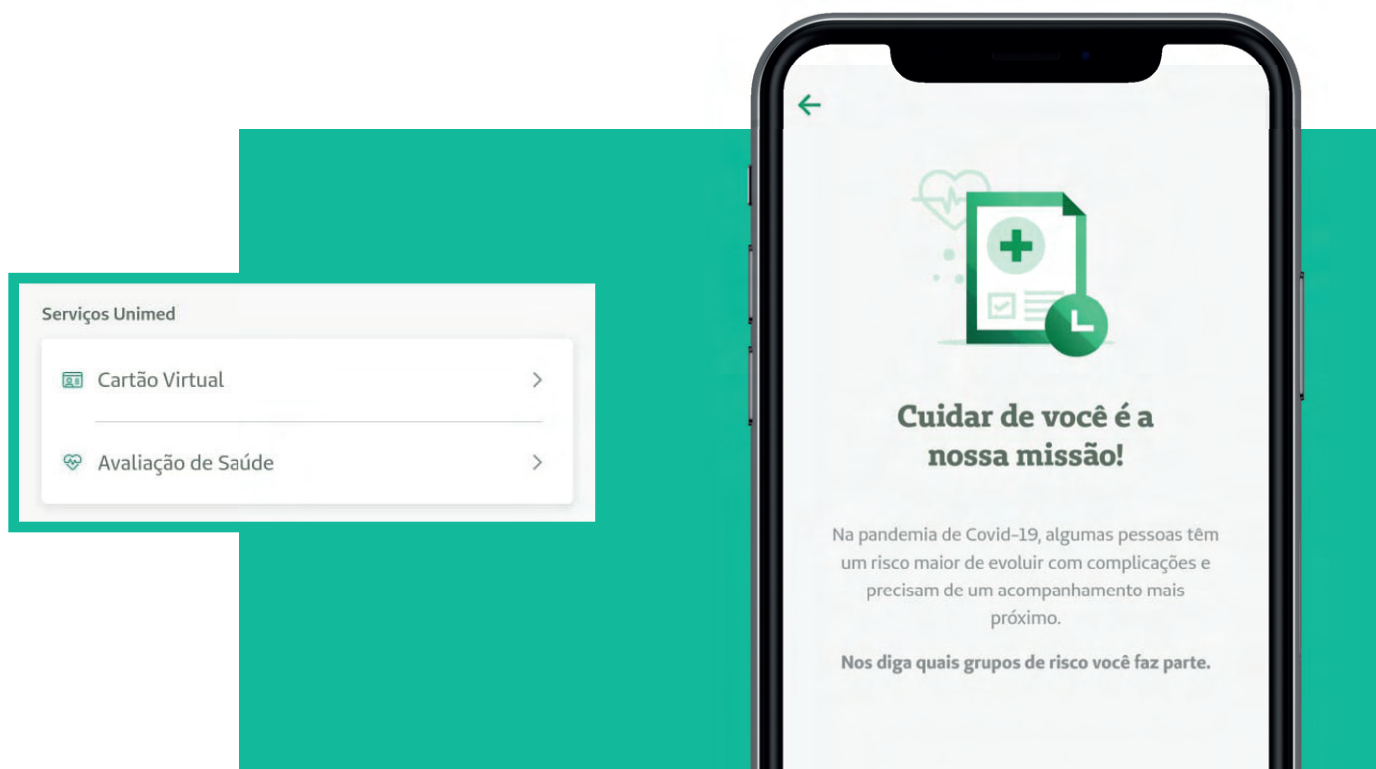 Serviços Unimed
Cartão Virtual
Avaliação de Saúde
Cuidar de você é a
nossa missão!
Na pandemia de Covid-19, algumas pessoas têm
um risco maior de evoluir com complicações e
precisam de um acompanhamento mais
próximo.
Nos diga quais grupos de risco você faz parte.